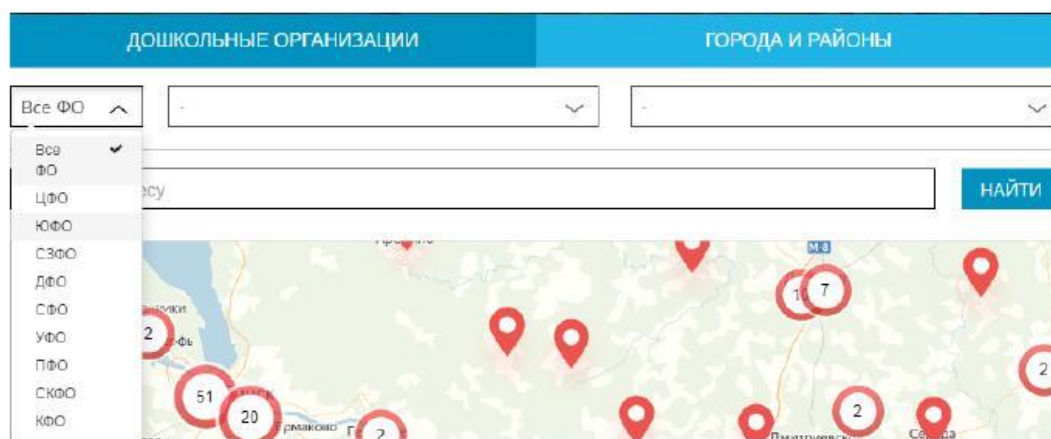 ДОШКОЛЬНЫЕ ОРГАНИЗАЦИИ
ГОРОДА И РАЙОНЫ
Все ФО
-
-
Все
ФО
ЦФО
ЮФО
СЗФО
ДФО
СФО
УФО
ПФО
СКФО
КФО
НАЙТИ
М-8
7
2
51
20
2
2
2